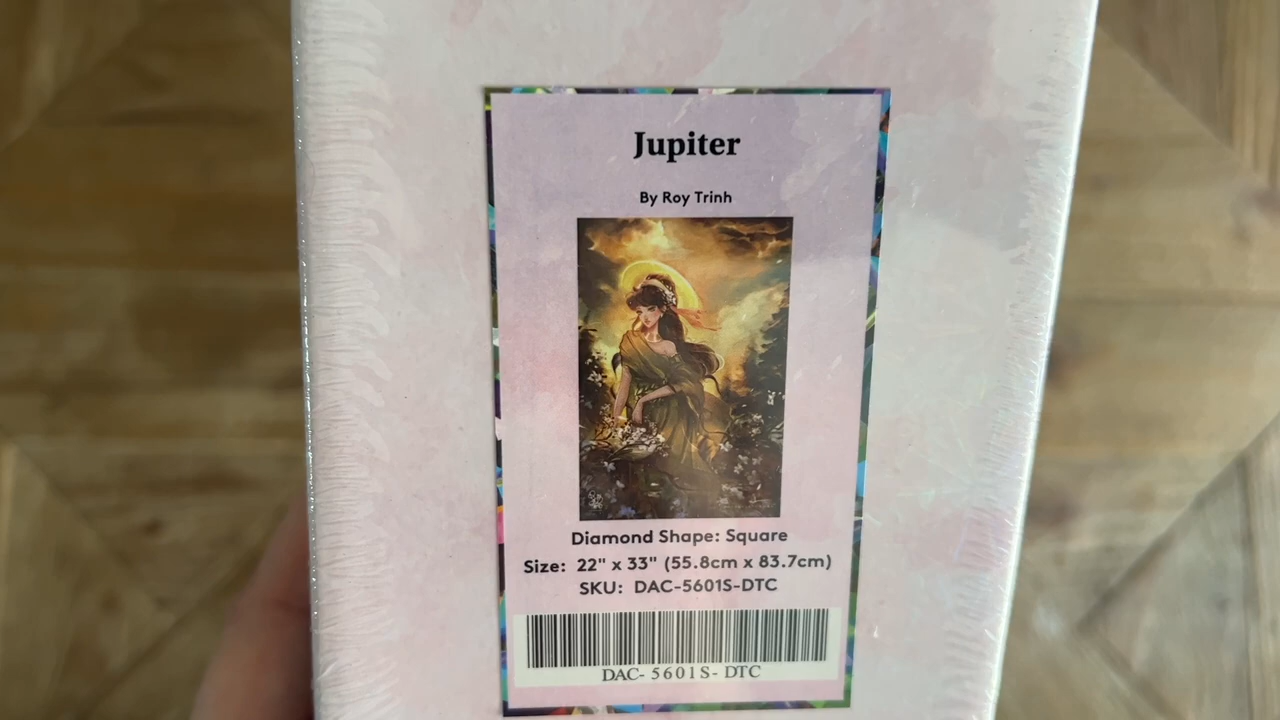 Jupiter
By Roy Trinh
Diamond Shape: Square
Size: 22" x 33" (55.8cm x 83.7cm)
SKU: DAC-5601S-DTC
DAC- 5601S- DTC